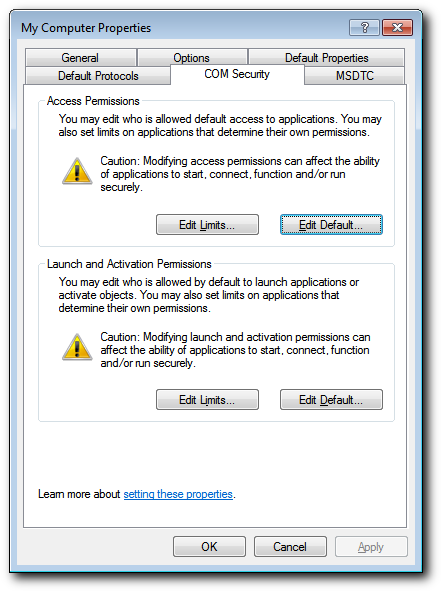 My Computer Properties
General Options Default Properties
Default Protocols COM Security MSDTC
Access Permissions
You may edit who is allowed default access to applications. You may
also set limits on applications that determine their own permissions.
Caution: Modifying access permissions can affect the ability
of applications to start, connect, function and/or run
securely.
Edit Limits... Edit Default...
Launch and Activation Permissions
You may edit who is allowed by default to launch applications or
activate objects. You may also set limits on applications that
determine their own permissions.
Caution: Modifying launch and activation permissions can
affect the ability of applications to start, connect, function
and/or run securely.
Edit Limits... Edit Default...
Learn more about setting these properties.
OK Cancel Apply